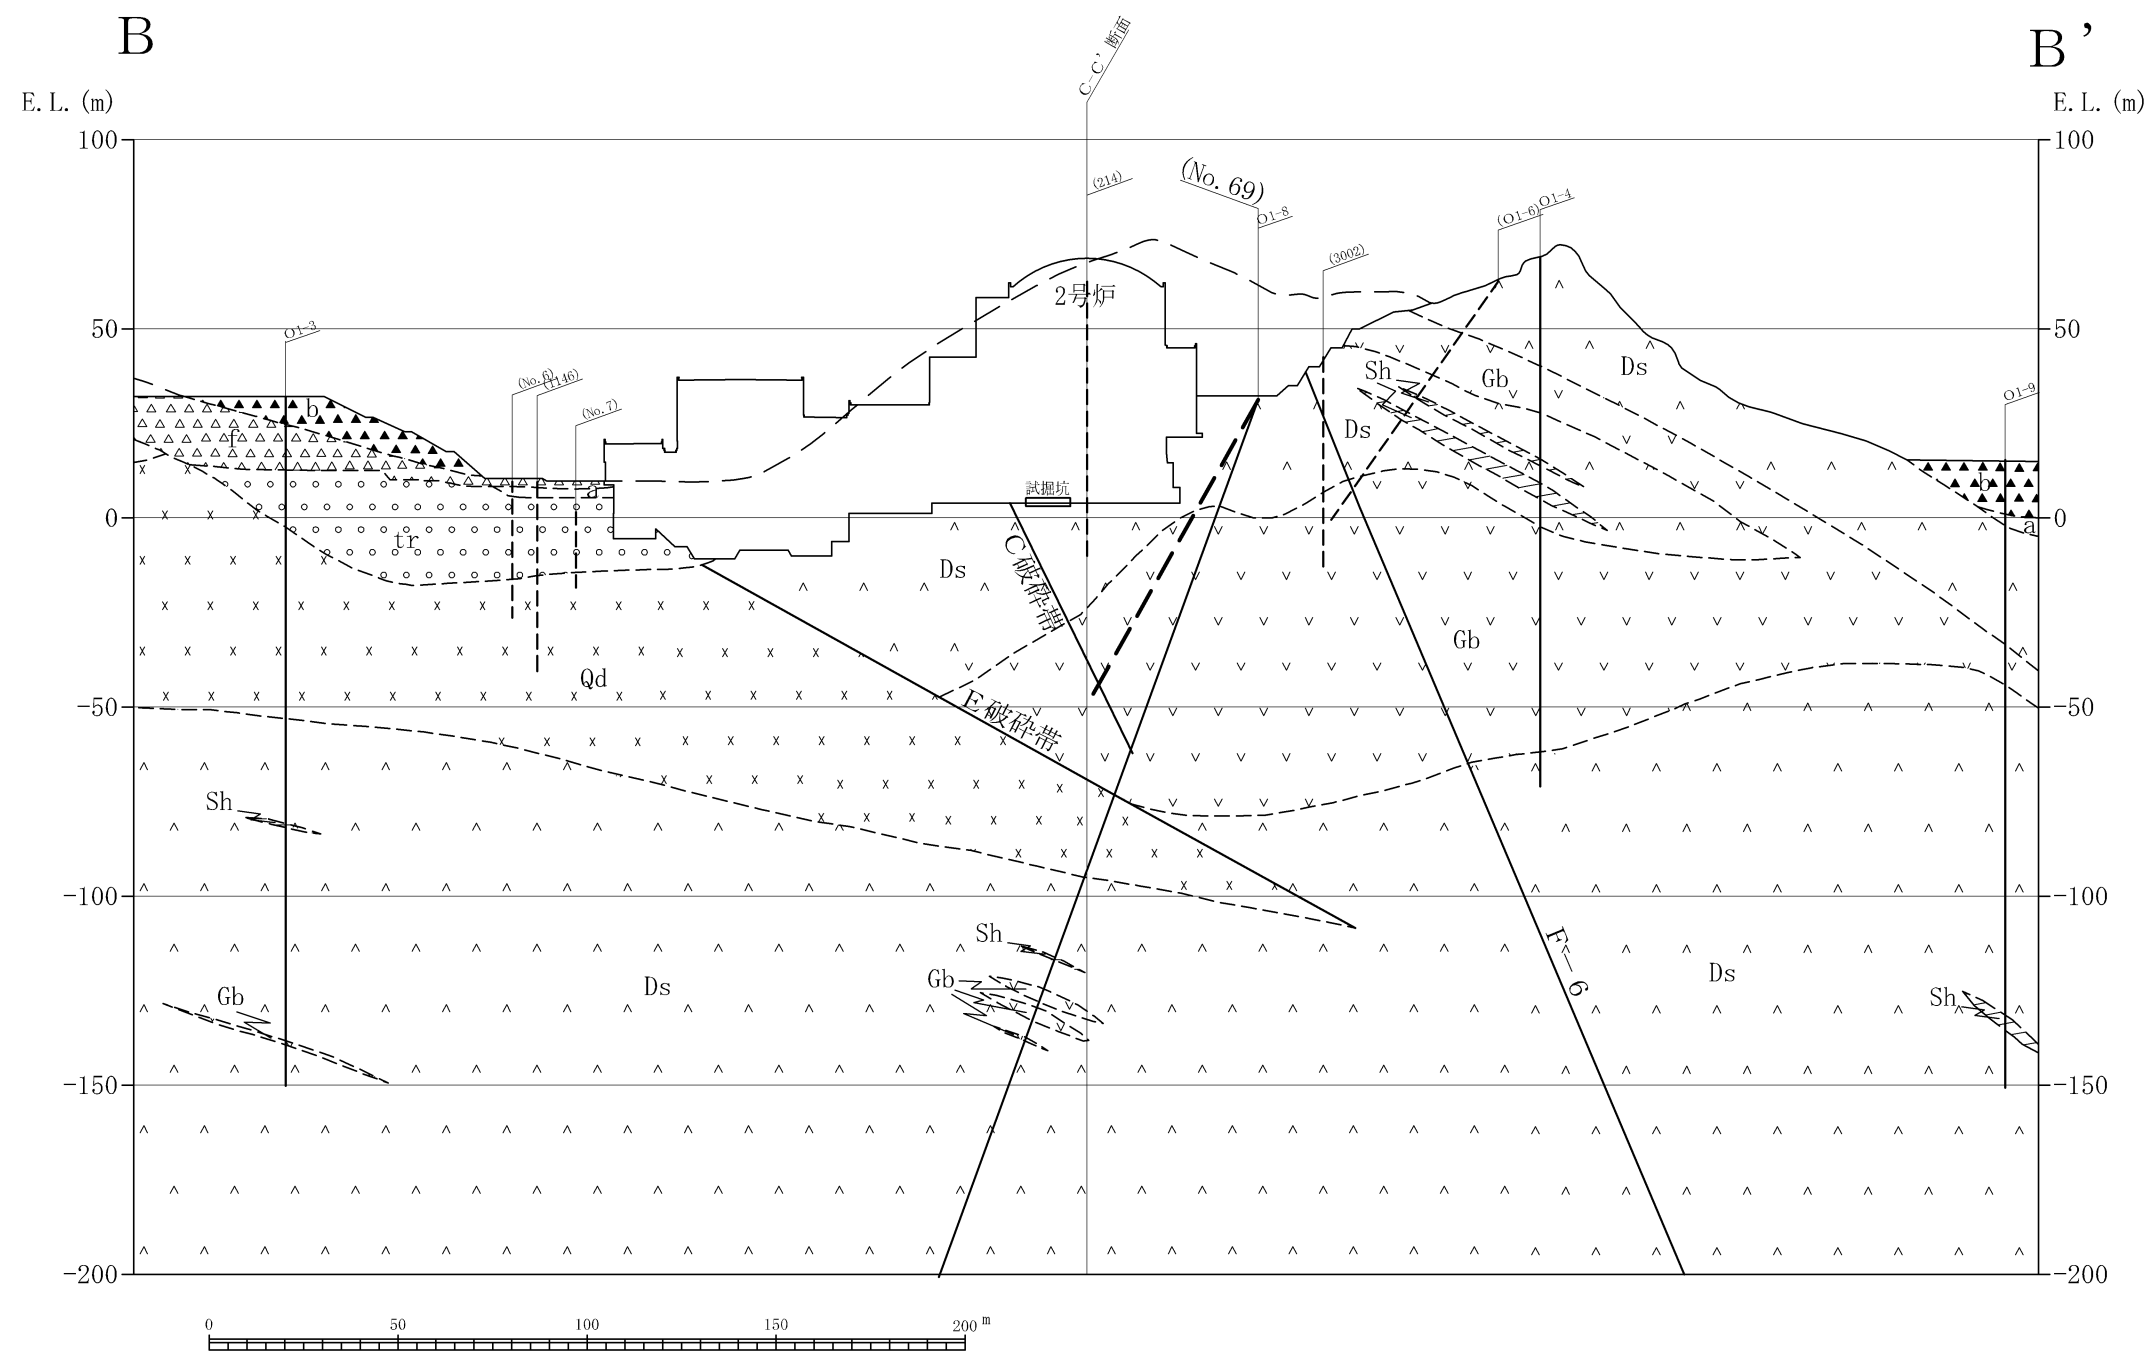 B
B'
E.L.(m)
E.L.(m)
C-C' 断面
100
100
(No.69)
(214)
O1-8
(O1-6)
O1-4
(3002)
2号炉
50
50
O1-3
(No.6)
(1146)
(No.7)
O1-9
b
f
Sh
Gb
Ds
Ds
試掘坑
a
b
a
0
0
tr
C破砕帯
Ds
Gb
Qd
-50
-50
E破砕帯
Sh
-100
-100
Sh
Gb
F-6
Ds
Ds
Gb
Sh
-150
-150
-200
-200
0 50 100 150 200 m